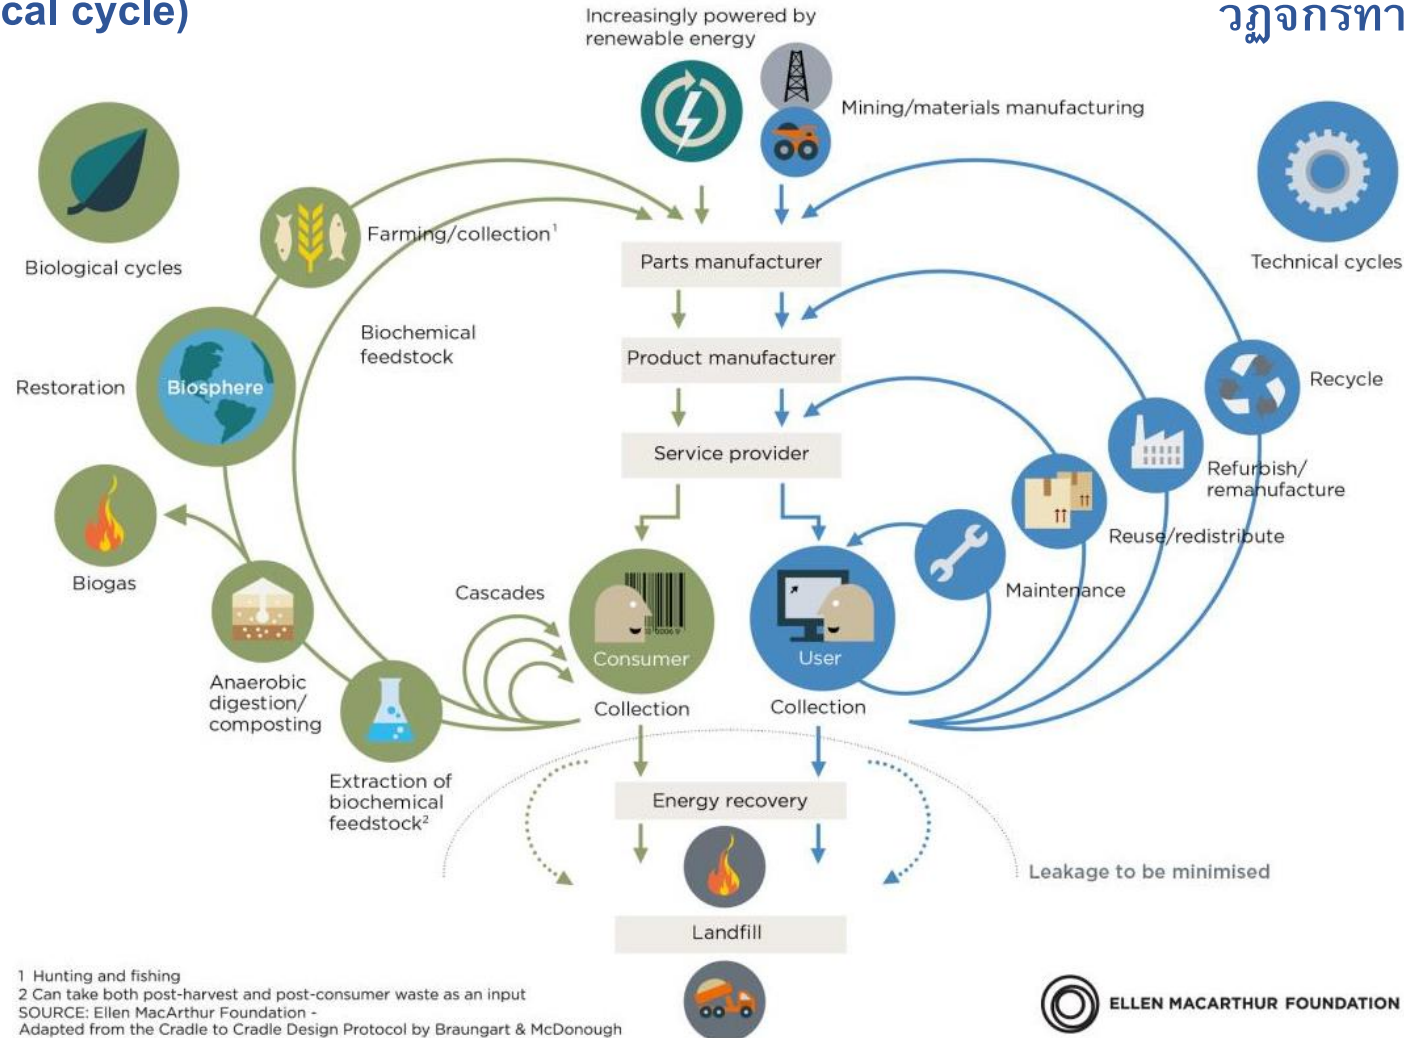 cal cycle)
วัฏจักรทา
Increasingly powered by
renewable energy
Mining/materials manufacturing
Biological cycles
Technical cycles
Farming/collection¹
Parts manufacturer
Biochemical
feedstock
Product manufacturer
Restoration
Biosphere
Recycle
Service provider
Refurbish/
remanufacture
Reuse/redistribute
Biogas
Cascades
Maintenance
Consumer
User
Anaerobic
digestion/
composting
Collection
Collection
Extraction of
biochemical
feedstock²
Energy recovery
Leakage to be minimised
Landfill
1 Hunting and fishing
2 Can take both post-harvest and post-consumer waste as an input
SOURCE: Ellen MacArthur Foundation -
Adapted from the Cradle to Cradle Design Protocol by Braungart & McDonough
ELLEN MACARTHUR FOUNDATION